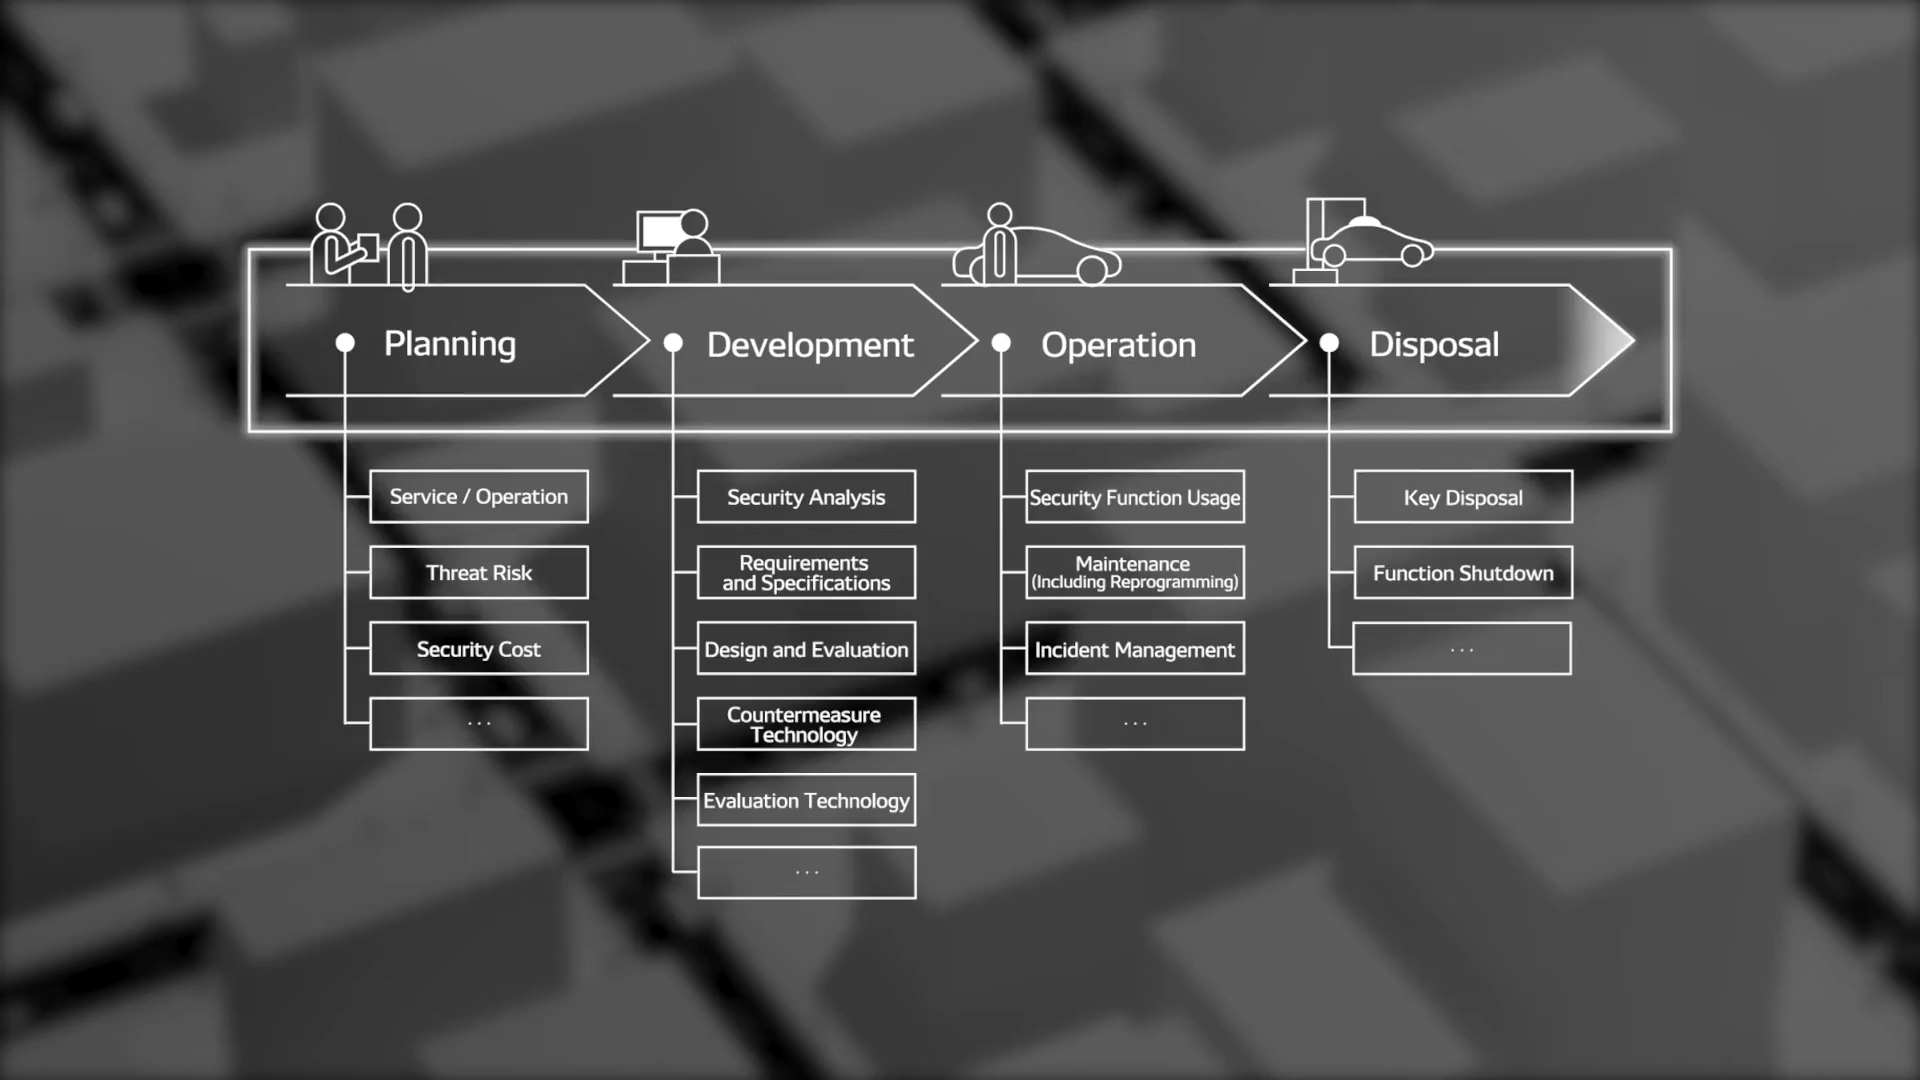 Planning
Development
Operation
Disposal
Service / Operation
Threat Risk
Security Cost
...
Security Analysis
Requirements
and Specifications
Design and Evaluation
Countermeasure
Technology
Evaluation Technology
...
Security Function Usage
Maintenance
(Including Reprogramming)
Incident Management
...
Key Disposal
Function Shutdown
...